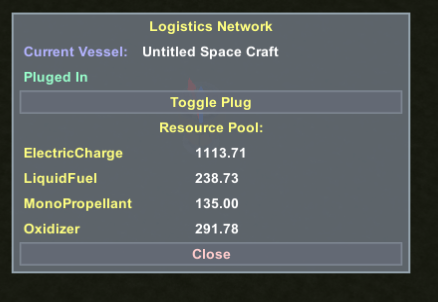 Logistics Network
Current Vessel: Untitled Space Craft
Pluged In
Toggle Plug
Resource Pool:
ElectricCharge 1113.71
LiquidFuel 238.73
MonoPropellant 135.00
Oxidizer 291.78
Close